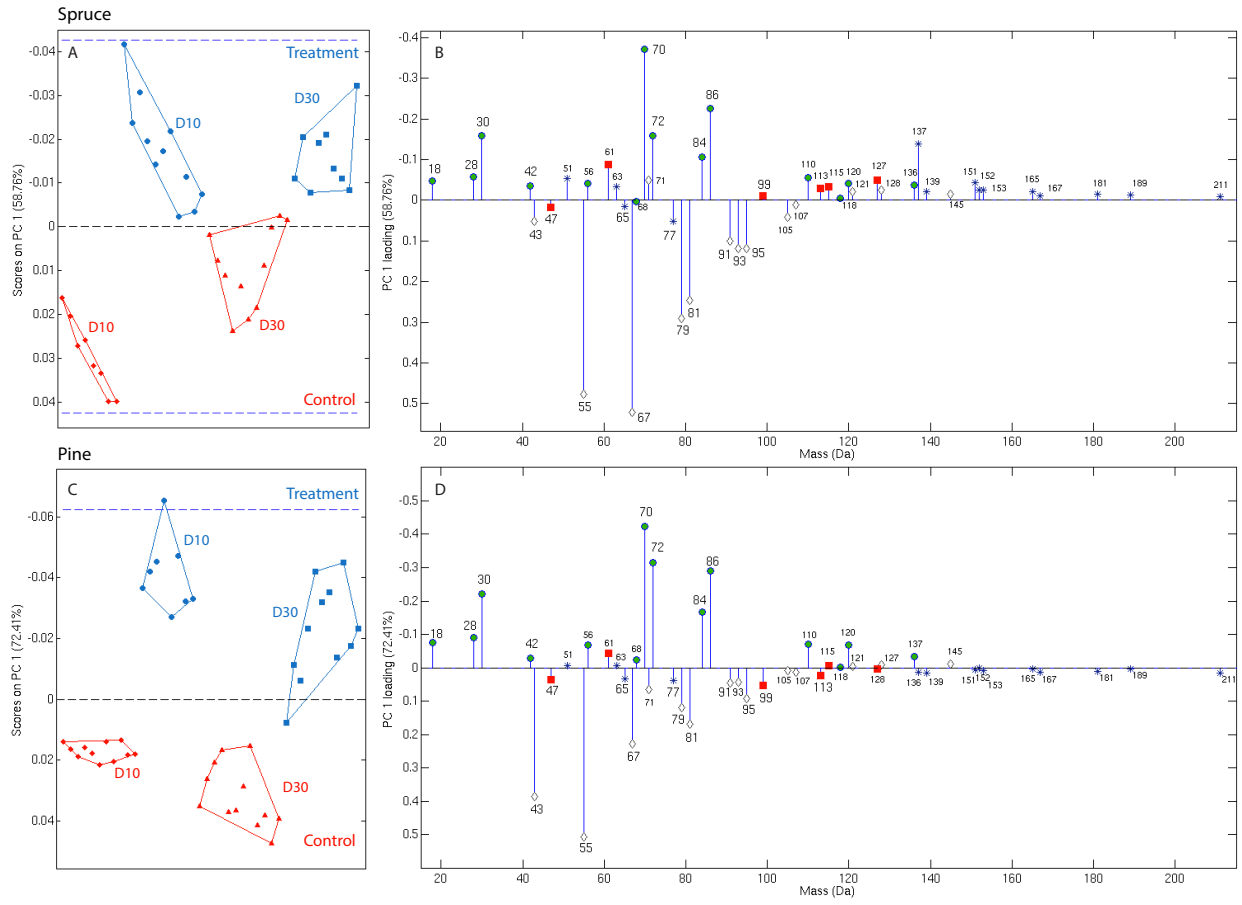 Spruce
A
Treatment
D10
D30
D10
D30
Control
Scores on PC 1 (58.76%)
-0.04
-0.03
-0.02
-0.01
0
0.01
0.02
0.03
0.04
B
PC 1 laoding (58.76%)
-0.4
-0.3
-0.2
-0.1
0
0.1
0.2
0.3
0.4
0.5
18 28 30 42 43 47 51 55 56 61 63 65 67 68 70 71 72 77 79 81 84 86 91 93 95 99 105 107 110 113 115 118 120 121 127 128 136 137 139 145 151 152 153 165 167 181 189 211
20 40 60 80 100 120 140 160 180 200
Mass (Da)
Pine
C
Treatment
D10
D30
D10
D30
Control
Scores on PC 1 (72.41%)
-0.06
-0.04
-0.02
0
0.02
0.04
D
PC 1 loading (72.41%)
-0.5
-0.4
-0.3
-0.2
-0.1
0
0.1
0.2
0.3
0.4
0.5
18 28 30 42 43 47 51 55 56 61 63 65 67 68 70 71 72 77 79 81 84 86 91 93 95 99 105 107 110 113 115 118 120 121 127 128 137 136 139 145 151 152 153 165 167 181 189 211
20 40 60 80 100 120 140 160 180 200
Mass (Da)